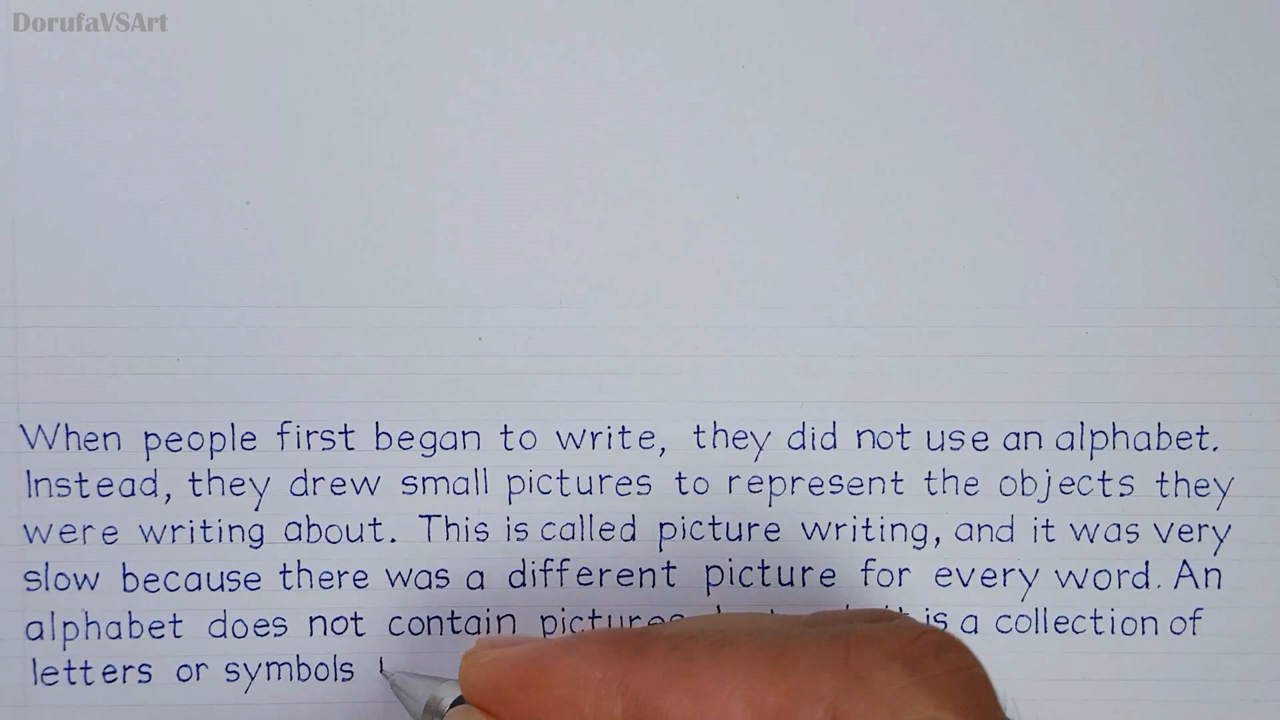 DorufaVSArt
When people first began to write, they did not use an alphabet.
Instead, they drew small pictures to represent the objects they
were writing about. This is called picture writing, and it was very
slow because there was a different picture for every word. An
alphabet does not contain pictures is a collection of
letters or symbols